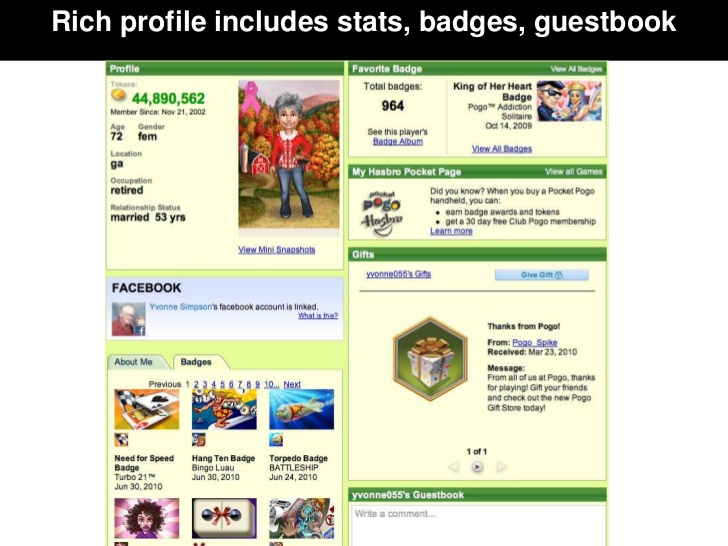 Rich profile includes stats, badges, guestbook
Profile
Tokens:
44,890,562
Member Since: Nov 21, 2002
Age Gender
72 fem
Location
ga
Occupation
retired
Relationship Status
married 53 yrs
View Mini Snapshots
FACEBOOK
Yvonne Simpson's facebook account is linked.
What is this?
About Me Badges
Previous 1 2 3 4 5 6 7 8 9 10... Next
Need for Speed
Badge
Turbo 21™
Jun 30, 2010
Hang Ten Badge
Bingo Luau
Jun 30, 2010
Torpedo Badge
BATTLESHIP
Jun 24, 2010
Favorite Badge View All Badges
Total badges:
964
See this player's
Badge Album
King of Her Heart
Badge
Pogo™ Addiction
Solitaire
Oct 14, 2009
View All Badges
My Hasbro Pocket Page View all Games
pocket
pogo
Hasbro
Did you know? When you buy a Pocket Pogo
handheld, you can:
• earn badge awards and tokens
• get a 30 day free Club Pogo membership
Learn more
Gifts
yvonne055's Gifts Give Gift
Thanks from Pogo!
From: Pogo_Spike
Received: Mar 23, 2010
Message:
From all of us at Pogo, thanks
for playing! Gift your friends
and check out the new Pogo
Gift Store today!
1 of 1
yvonne055's Guestbook
Write a comment...